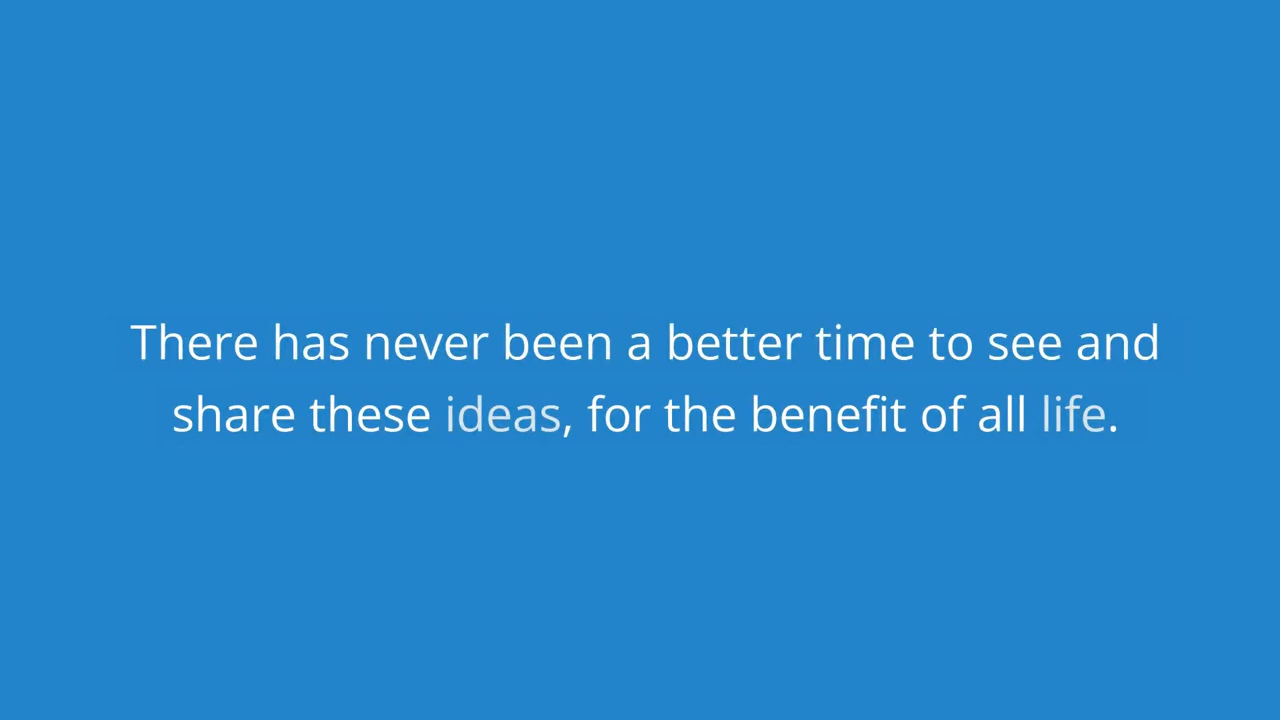 There has never been a better time to see and
share these ideas, for the benefit of all life.